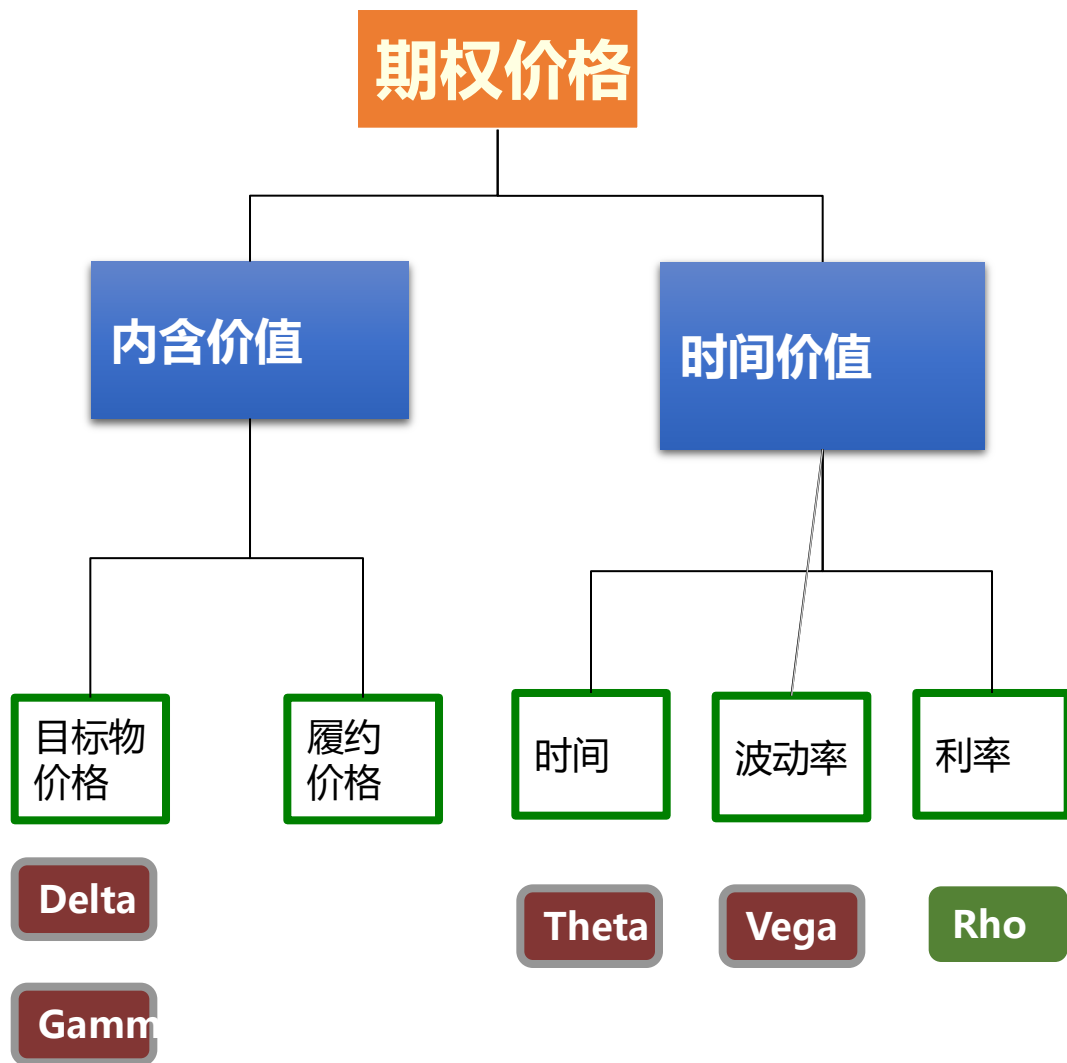 期权价格
内含价值
时间价值
目标物
价格
履约
价格
时间
波动率
利率
Delta
Theta
Vega
Rho
Gamm